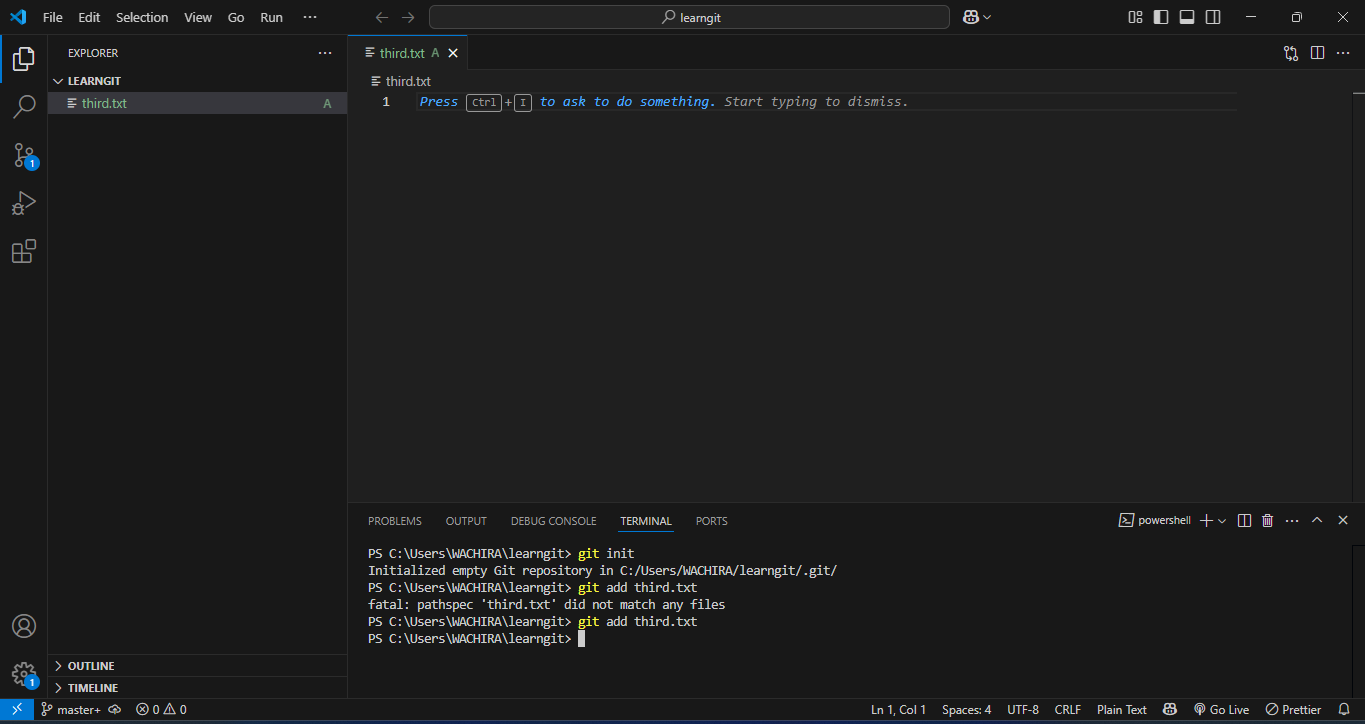 File Edit Selection View Go Run ···
learngit
EXPLORER ···
LEARNGIT
third.txt A
third.txt A
third.txt
1 Press Ctrl+I to ask to do something. Start typing to dismiss.
1
1
OUTLINE
TIMELINE
PROBLEMS OUTPUT DEBUG CONSOLE TERMINAL PORTS
powershell
PS C:\Users\WACHIRA\learngit> git init
Initialized empty Git repository in C:/Users/WACHIRA/learngit/.git/
PS C:\Users\WACHIRA\learngit> git add third.txt
fatal: pathspec 'third.txt' did not match any files
PS C:\Users\WACHIRA\learngit> git add third.txt
PS C:\Users\WACHIRA\learngit>
master+ 0 0 Ln 1, Col 1 Spaces: 4 UTF-8 CRLF Plain Text Go Live Prettier